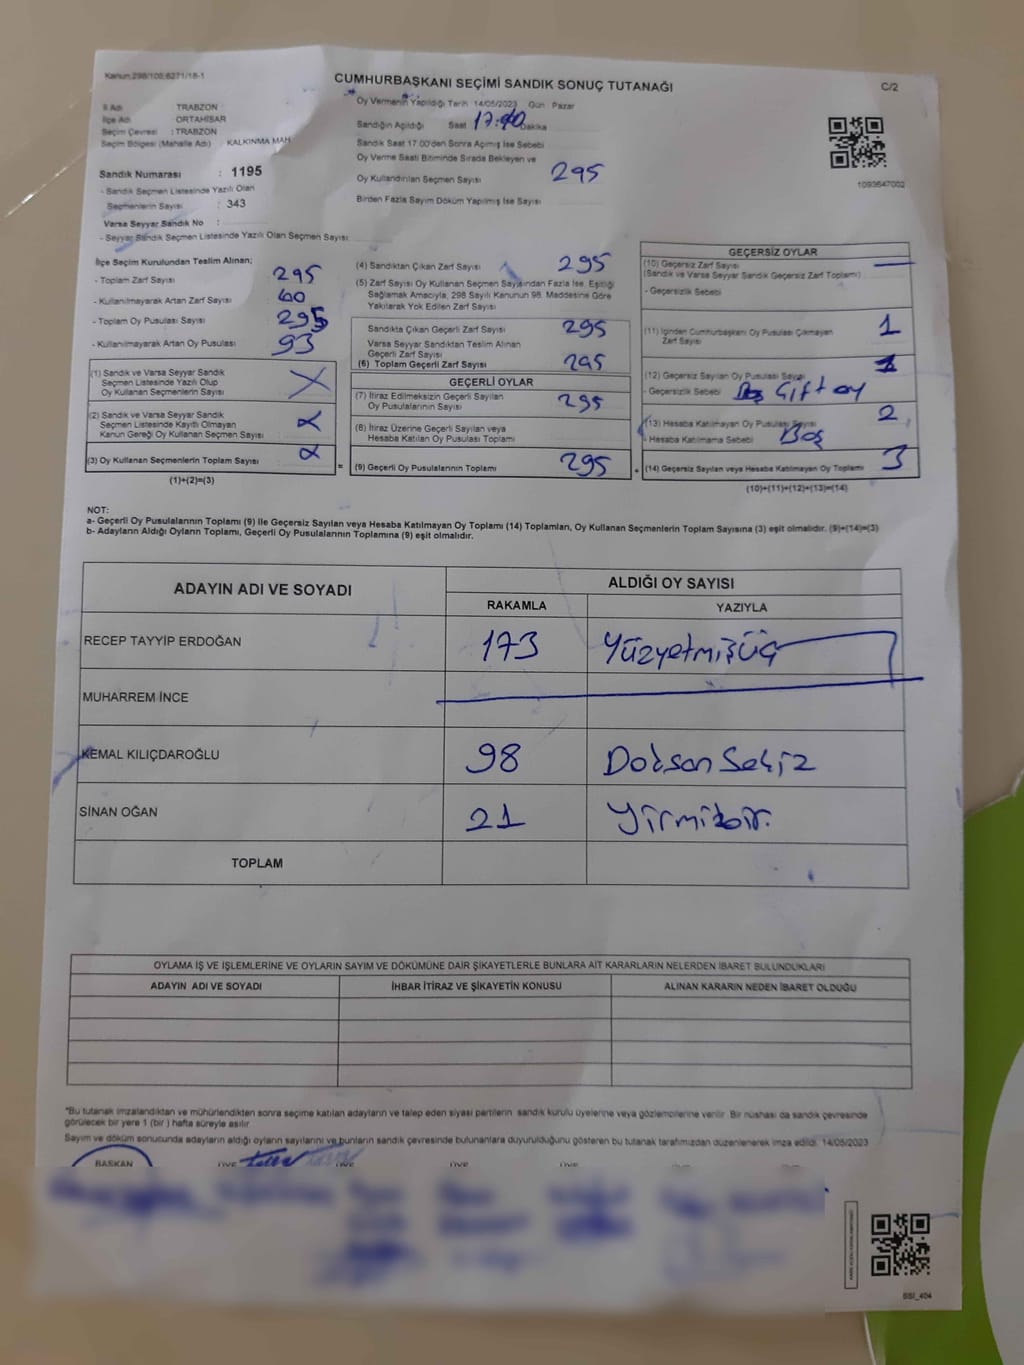 Kanun:298/105;6271/18-1
CUMHURBAŞKANI SEÇİMİ SANDIK SONUÇ TUTANAĞI
C/2
İl Adı : TRABZON
İlçe Adı : ORTAHİSAR
Seçim Çevresi : TRABZON
Seçim Bölgesi (Mahalle Adı) : KALKINMA MAH.
Sandık Numarası : 1195
- Sandık Seçmen Listesinde Yazılı Olan
Seçmenlerin Sayısı : 343
Varsa Seyyar Sandık No :
- Seyyar Sandık Seçmen Listesinde Yazılı Olan Seçmen Sayısı:
Oy Vermenin Yapıldığı Tarih 14/05/2023 Gün Pazar
Sandığın Açıldığı Saat 17: Dakika
Sandık Saat 17.00'den Sonra Açımış İse Sebebi
Oy Verme Saati Bitiminde Sırada Bekleyen ve
Oy Kullandırılan Seçmen Sayısı 295
Birden Fazla Sayım Döküm Yapılmış İse Sayısı
1093647002
İlçe Seçim Kurulundan Teslim Alınan;
- Toplam Zarf Sayısı 295
- Kullanılmayarak Artan Zarf Sayısı 60
- Toplam Oy Pusulası Sayısı 295
- Kullanılmayarak Artan Oy Pusulası 93
(1) Sandık ve Varsa Seyyar Sandık
Seçmen Listesinde Yazılı Olup
Oy Kullanan Seçmenlerin Sayısı X
(2) Sandık ve Varsa Seyyar Sandık
Seçmen Listesinde Kayıtlı Olmayan
Kanun Gereği Oy Kullanan Seçmen Sayısı
(3) Oy Kullanan Seçmenlerin Toplam Sayısı
(1)+(2)=(3)
=
(4) Sandıktan Çıkan Zarf Sayısı 295
(5) Zarf Sayısı Oy Kullanan Seçmen Sayısından Fazla İse, Eşitliği
Sağlamak Amacıyla, 298 Sayılı Kanunun 98. Maddesine Göre
Yakılarak Yok Edilen Zarf Sayısı
Sandıkta Çıkan Geçerli Zarf Sayısı 295
Varsa Seyyar Sandıktan Teslim Alınan
Geçerli Zarf Sayısı
(6) Toplam Geçerli Zarf Sayısı 295
GEÇERLİ OYLAR
(7) İtiraz Edilmeksizin Geçerli Sayılan
Oy Pusulalarının Sayısı 295
(8) İtiraz Üzerine Geçerli Sayılan veya
Hesaba Katılan Oy Pusulası Toplamı
(9) Geçerli Oy Pusulalarının Toplamı 295
+
GEÇERSİZ OYLAR
(10) Geçersiz Zarf Sayısı
(Sandık ve Varsa Seyyar Sandık Geçersiz Zarf Toplamı)
- Geçersizlik Sebebi
(11) İçinden Cumhurbaşkanı Oy Pusulası Çıkmayan
Zarf Sayısı 1
(12) Geçersiz Sayılan Oy Pusulası Sayısı
- Geçersizlik Sebebi Çift oy
(13) Hesaba Katılmayan Oy Pusulası Sayısı 2
- Hesaba Katılmama Sebebi Boş
(14) Geçersiz Sayılan veya Hesaba Katılmayan Oy Toplamı 3
(10)+(11)+(12)+(13)=(14)
NOT:
a- Geçerli Oy Pusulalarının Toplamı (9) ile Geçersiz Sayılan veya Hesaba Katılmayan Oy Toplamı (14) Toplamları, Oy Kullanan Seçmenlerin Toplam Sayısına (3) eşit olmalıdır. (9)+(14)=(3)
b- Adayların Aldığı Oyların Toplamı, Geçerli Oy Pusulalarının Toplamına (9) eşit olmalıdır.
ADAYIN ADI VE SOYADI
ALDIĞI OY SAYISI
RAKAMLA YAZIYLA
RECEP TAYYİP ERDOĞAN 173 Yüzyetmişüç
MUHARREM İNCE
KEMAL KILIÇDAROĞLU 98 Doksan Sekiz
SİNAN OĞAN 21 Yirmibir.
TOPLAM
OYLAMA İŞ VE İŞLEMLERİNE VE OYLARIN SAYIM VE DÖKÜMÜNE DAİR ŞİKAYETLERLE BUNLARA AİT KARARLARIN NELERDEN İBARET BULUNDUKLARI
ADAYIN ADI VE SOYADI İHBAR İTİRAZ VE ŞİKAYETİN KONUSU ALINAN KARARIN NEDEN İBARET OLDUĞU
*Bu tutanak imzalandıktan ve mühürlendikten sonra seçime katılan adayların ve talep eden siyasi partilerin sandık kurulu üyelerine veya gözlemcilerine verilir. Bir nüshası da sandık çevresinde
görülecek bir yere 1 (bir) hafta süreyle asılır.
Sayım ve döküm sonucunda adayların aldığı oyların sayılarını ve bunların sandık çevresinde bulunanlara duyurulduğunu gösteren bu tutanak tarafımızdan düzenlenerek imza edildi. 14/05/2023
BAŞKAN ÜYE ÜYE ÜYE ÜYE
SSI_404